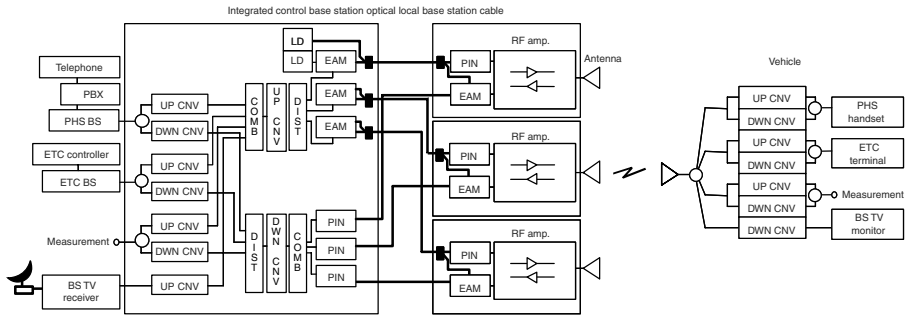 Integrated control base station optical local base station cable
Telephone
PBX
PHS BS
ETC controller
ETC BS
Measurement
BS TV
receiver
UP CNV
DWN CNV
UP CNV
DWN CNV
UP CNV
DWN CNV
UP CNV
COMB
UP CNV
DIST
LD
LD
EAM
EAM
EAM
DIST
DWN CNV
COMB
PIN
PIN
PIN
RF amp.
PIN
EAM
RF amp.
PIN
EAM
RF amp.
PIN
EAM
Antenna
Vehicle
UP CNV
DWN CNV
UP CNV
DWN CNV
UP CNV
DWN CNV
DWN CNV
PHS
handset
ETC
terminal
Measurement
BS TV
monitor